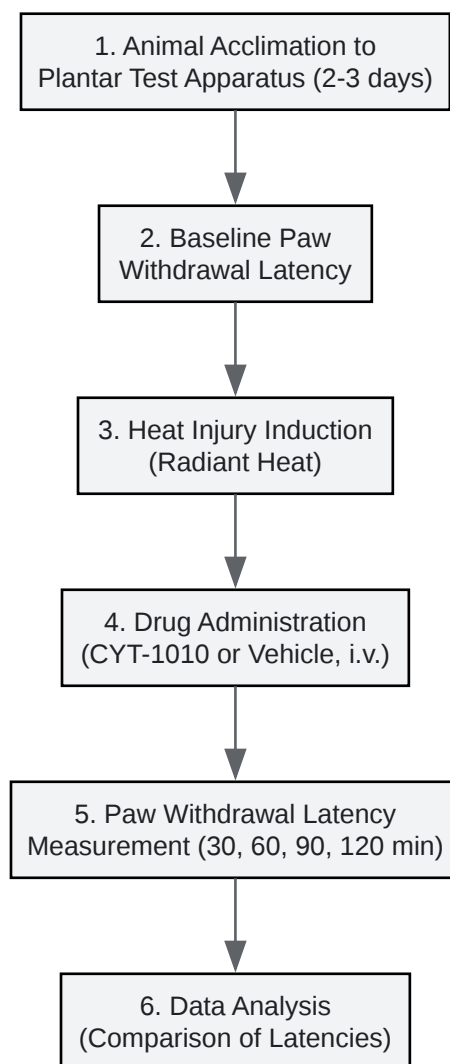 1. Animal Acclimation to
Plantar Test Apparatus (2-3 days)
2. Baseline Paw
Withdrawal Latency
3. Heat Injury Induction
(Radiant Heat)
4. Drug Administration
(CYT-1010 or Vehicle, i.v.)
5. Paw Withdrawal Latency
Measurement (30, 60, 90, 120 min)
6. Data Analysis
(Comparison of Latencies)